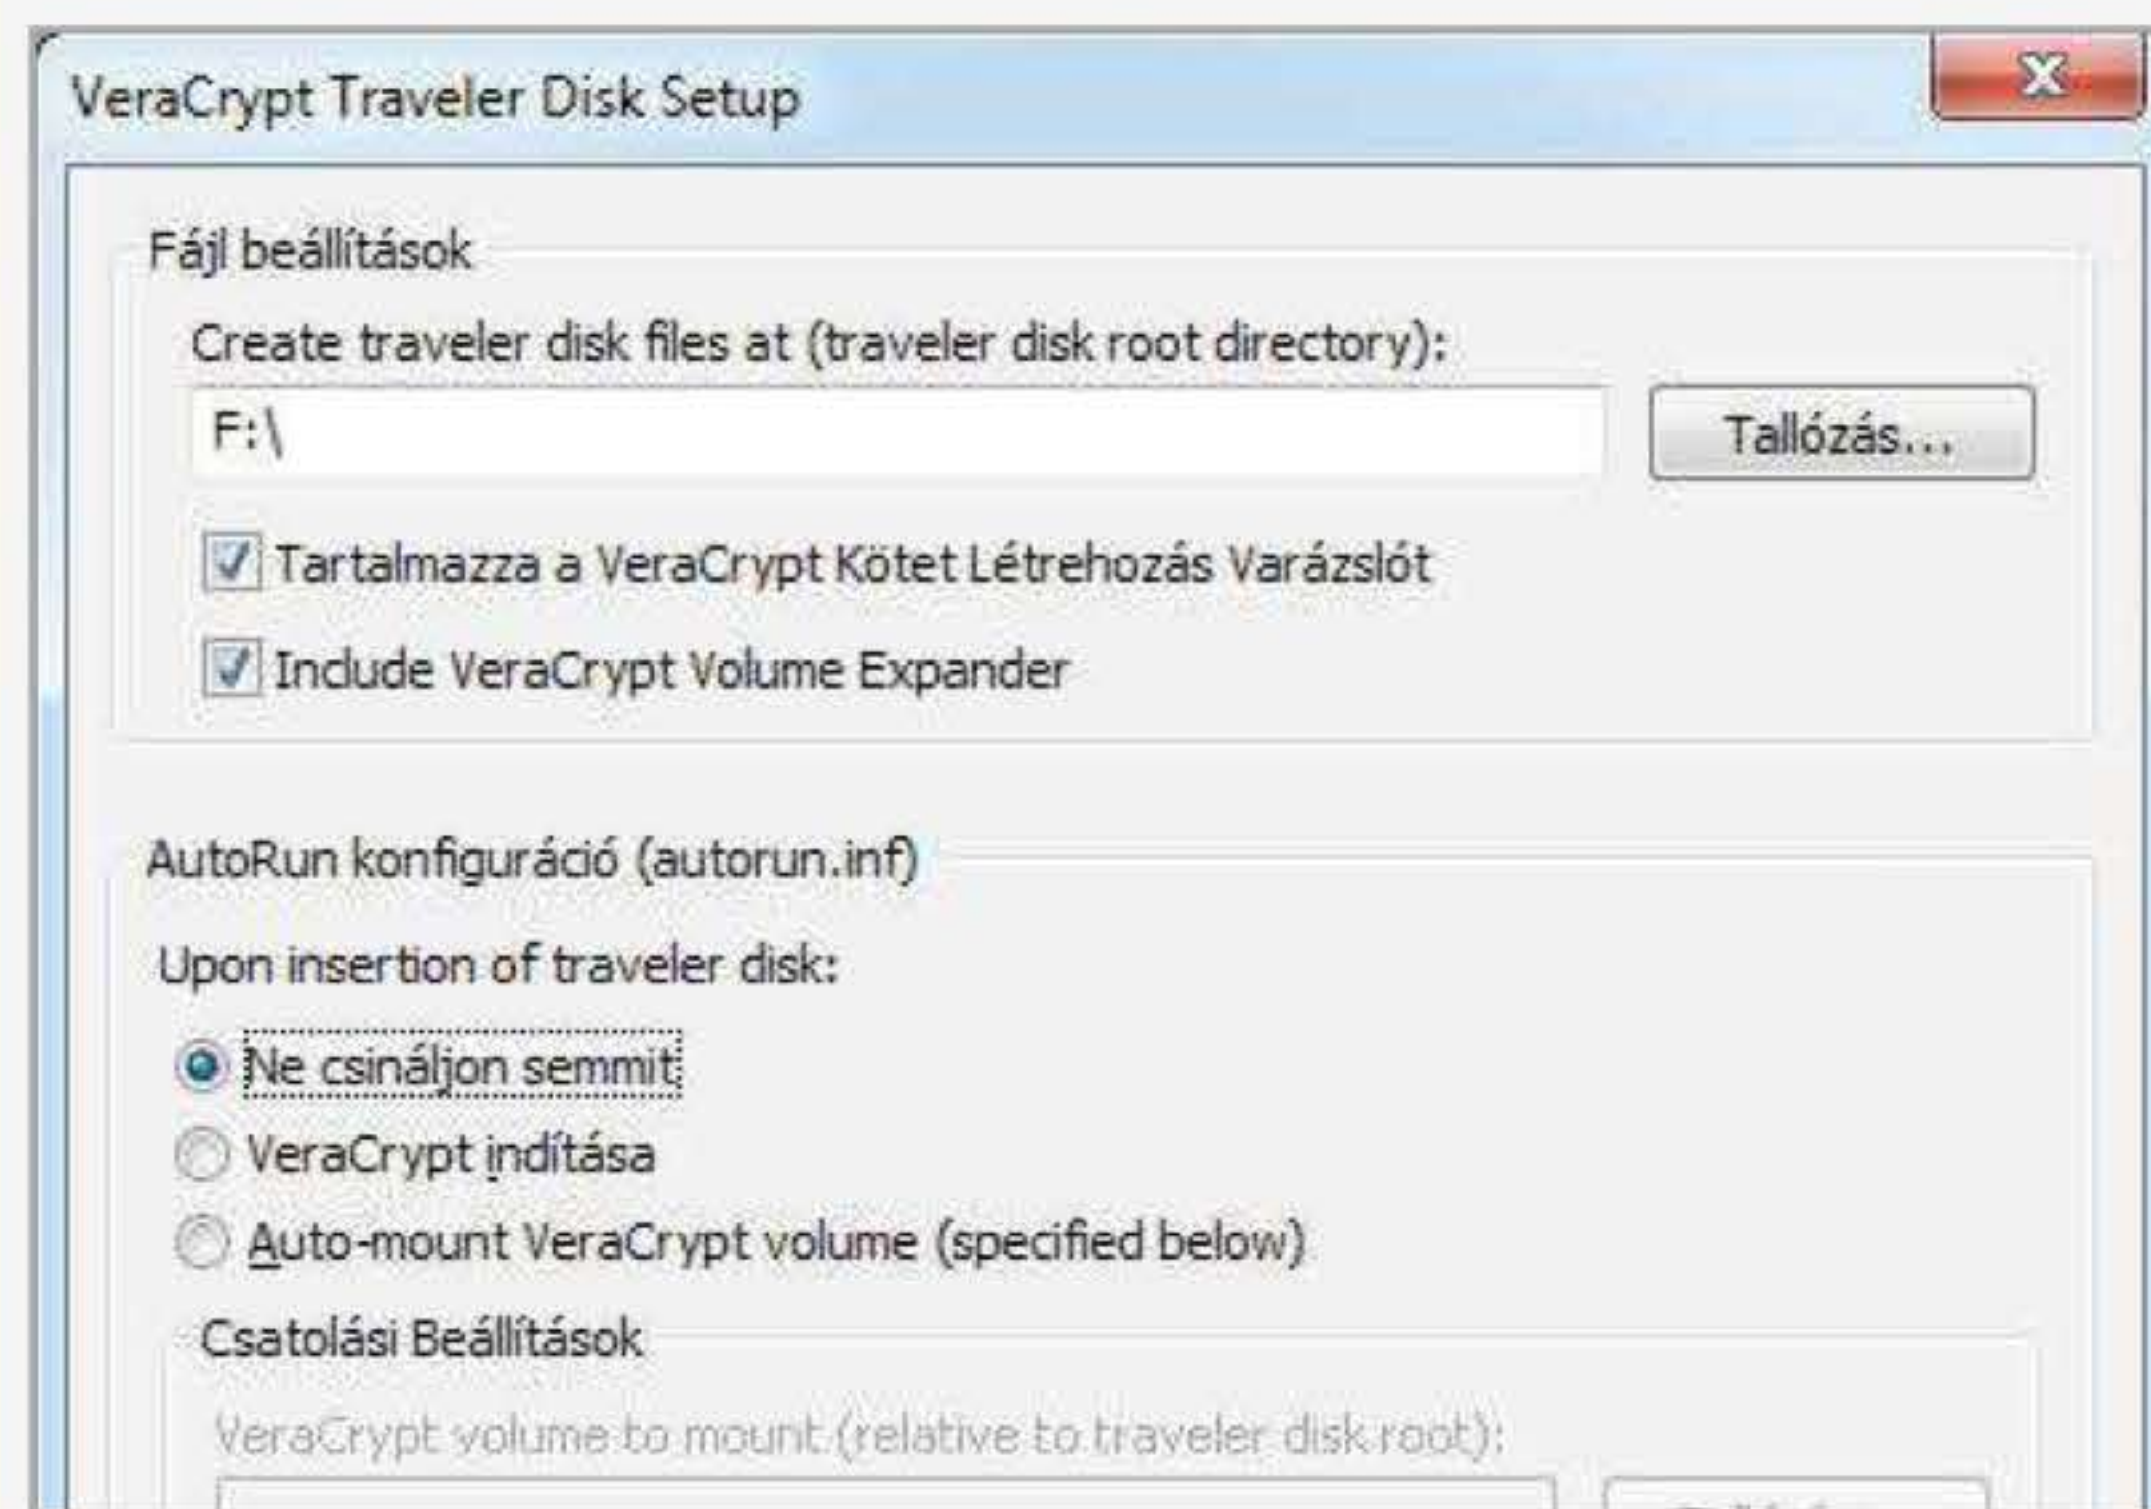 VeraCrypt Traveler Disk Setup
Fájl beállítások
Create traveler disk files at (traveler disk root directory):
F:\
Tallózás...
Tartalmazza a VeraCrypt Kötet Létrehozás Varázslót
Include VeraCrypt Volume Expander
AutoRun konfiguráció (autorun.inf)
Upon insertion of traveler disk:
Ne csináljon semmit
VeraCrypt indítása
Auto-mount VeraCrypt volume (specified below)
Csatolási Beállítások
VeraCrypt volume to mount (relative to traveler disk root):